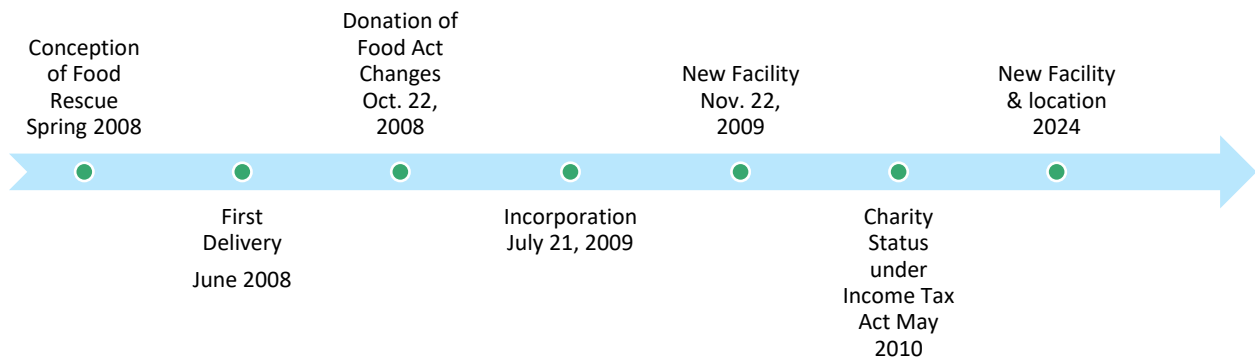 Conception
of Food
Rescue
Spring 2008
First
Delivery
June 2008
Donation of
Food Act
Changes
Oct. 22,
2008
Incorporation
July 21, 2009
New Facility
Nov. 22,
2009
Charity
Status
under
Income Tax
Act May
2010
New Facility
& location
2024